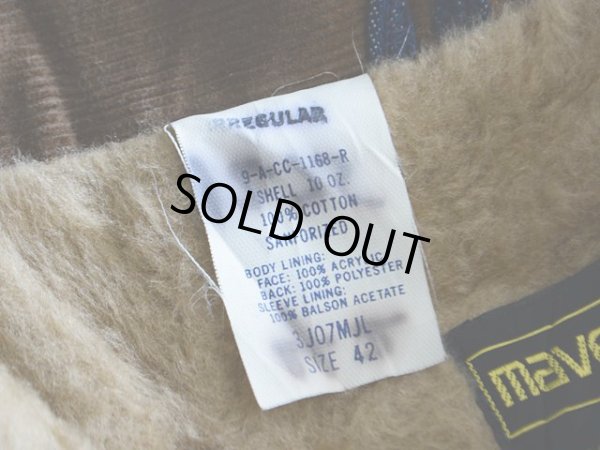 IRREGULAR
9-A-CC-1168-R
SHELL 10 OZ.
100% COTTON
SANFORIZED
SOLD OUT
BODY LINING:
FACE: 100% ACRYLIC
BACK: 100% POLYESTER
SLEEVE LINING:
100% BALSON ACETATE
3J07MJL
SIZE 42
mave